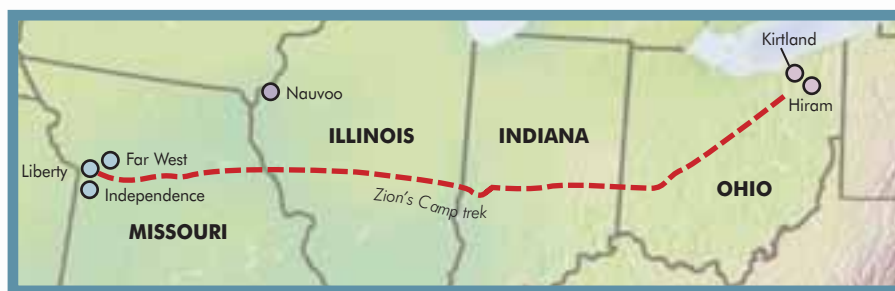 Kirtland
Hiram
Nauvoo
ILLINOIS
INDIANA
OHIO
Far West
Liberty
Independence
MISSOURI
Zion's Camp trek